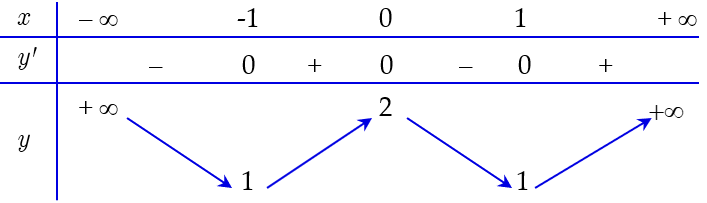 x – ∞ -1 0 1 + ∞
y′ – 0 + 0 – 0 +
+ ∞ 2 +∞
y
1 1